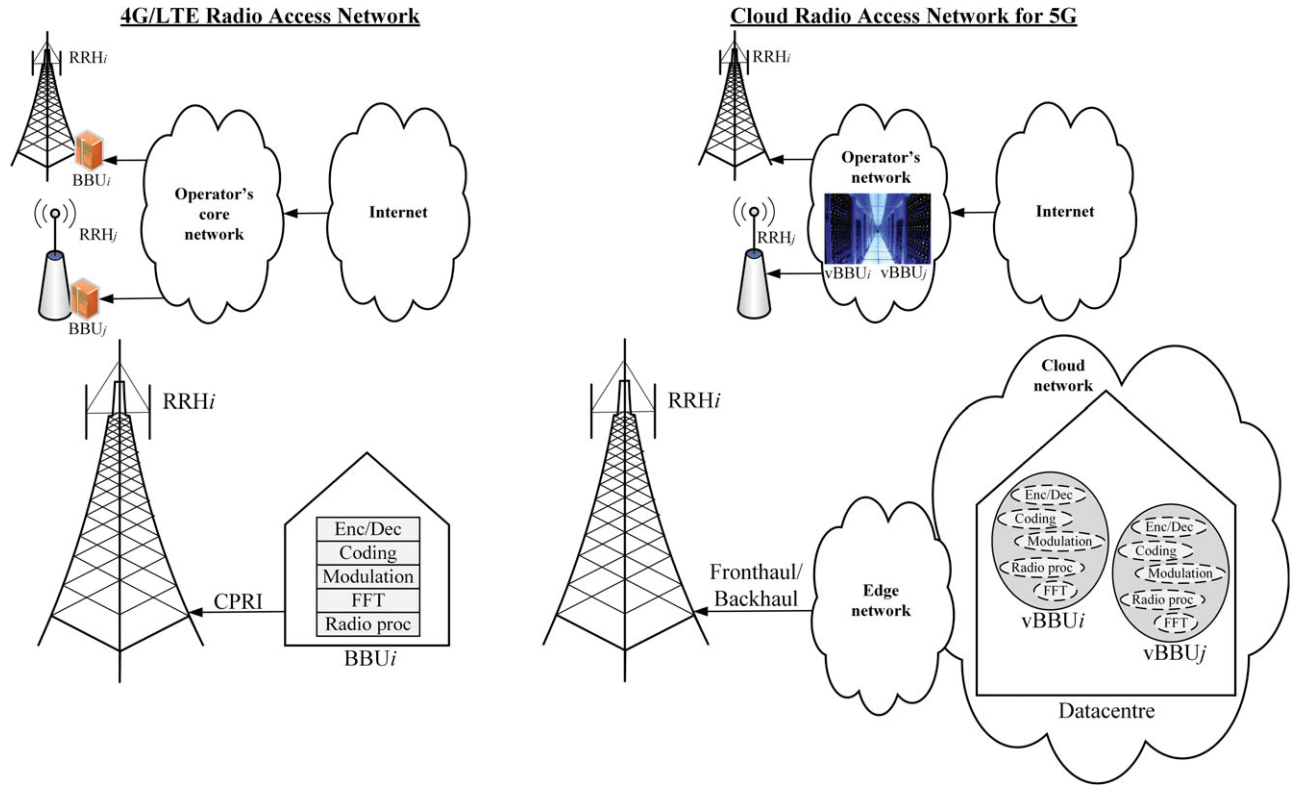 4G/LTE Radio Access Network
RRHi
BBUi
RRHj
BBUj
Operator's
core
network
Internet
RRHi
CPRI
Enc/Dec
Coding
Modulation
FFT
Radio proc
BBUi
Cloud Radio Access Network for 5G
RRHi
RRHj
Operator's
network
vBBUi vBBUj
Internet
RRHi
Fronthaul/
Backhaul
Edge
network
Cloud
network
Enc/Dec
Coding
Modulation
Radio proc
FFT
vBBUi
Enc/Dec
Coding
Modulation
Radio proc
FFT
vBBUj
Datacentre